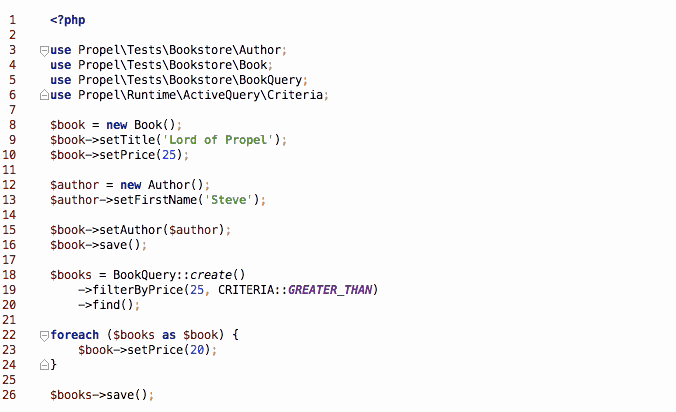 1 <?php
2
3 use Propel\Tests\Bookstore\Author;
4 use Propel\Tests\Bookstore\Book;
5 use Propel\Tests\Bookstore\BookQuery;
6 use Propel\Runtime\ActiveQuery\Criteria;
7
8 $book = new Book();
9 $book->setTitle('Lord of Propel');
10 $book->setPrice(25);
11
12 $author = new Author();
13 $author->setFirstName('Steve');
14
15 $book->setAuthor($author);
16 $book->save();
17
18 $books = BookQuery::create()
19     ->filterByPrice(25, CRITERIA::GREATER_THAN)
20     ->find();
21
22 foreach ($books as $book) {
23     $book->setPrice(20);
24 }
25
26 $books->save();